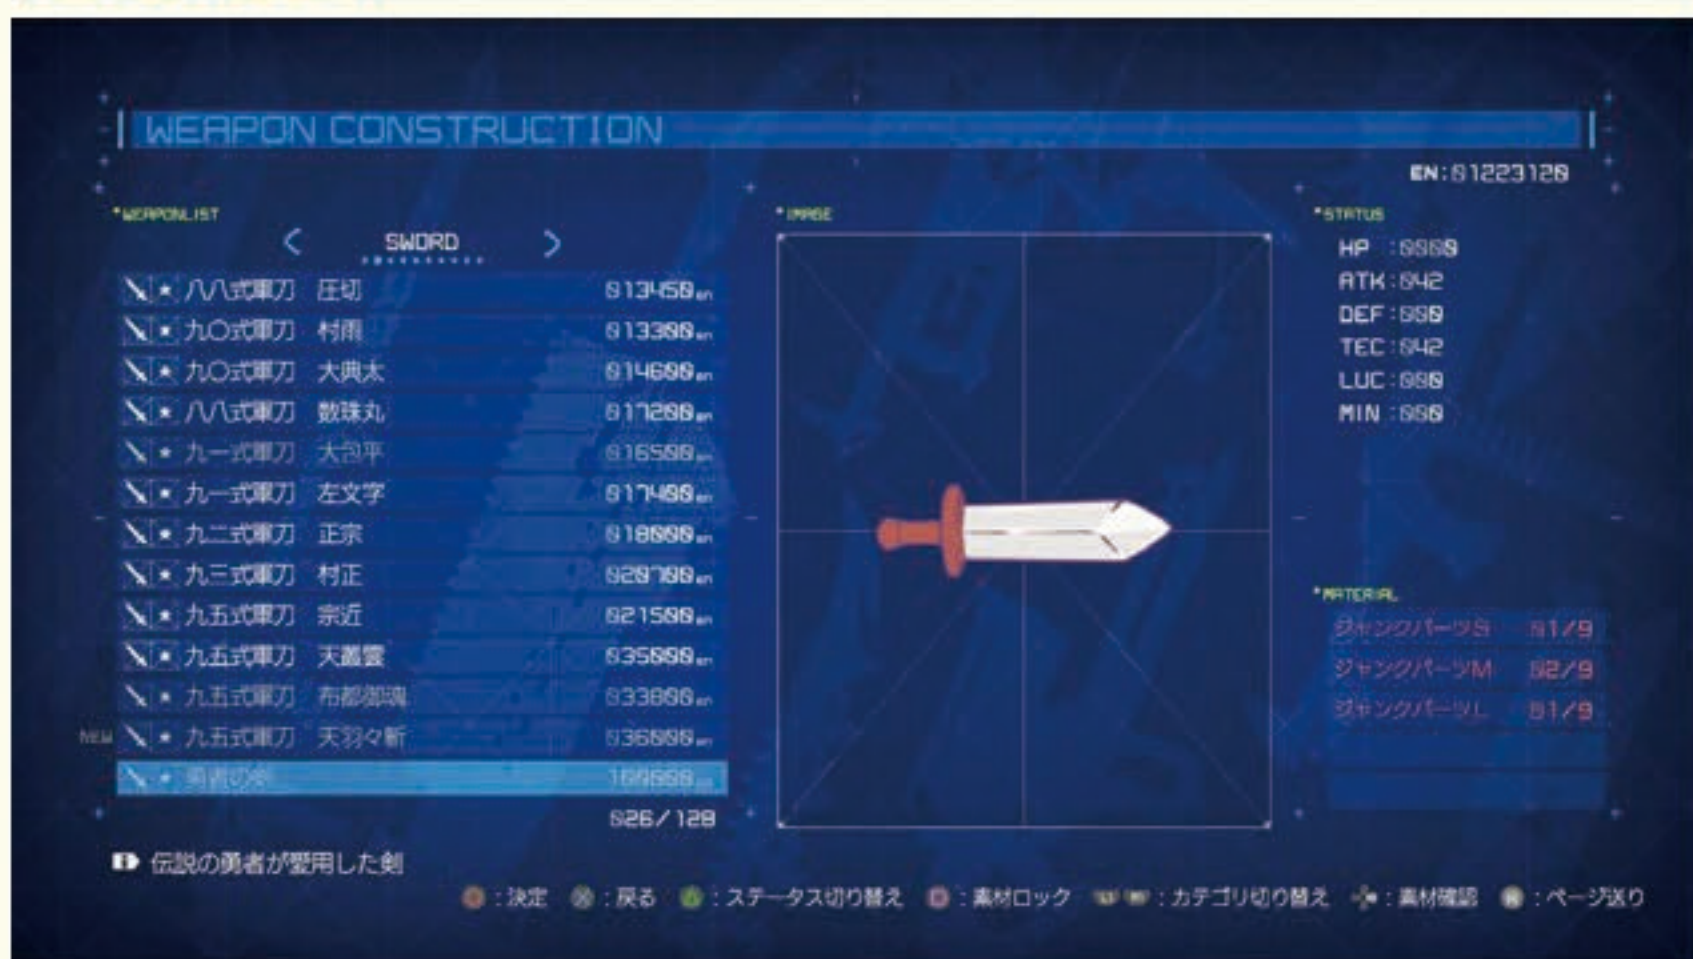 WEAPON CONSTRUCTION
EN:01223120
*WEAPONLIST
SWORD
八八式軍刀 圧切 013450en
九〇式軍刀 村雨 013300en
九〇式軍刀 大典太 014600en
八八式軍刀 数珠丸 017200en
九一式軍刀 大包平 016500en
九一式軍刀 左文字 017400en
九二式軍刀 正宗 018000en
九三式軍刀 村正 020700en
九五式軍刀 宗近 021500en
九五式軍刀 天叢雲 035000en
九五式軍刀 布都御魂 033800en
NEW 九五式軍刀 天羽々斬 036000en
勇者の剣 100000en
026/128
*IMAGE
*STATUS
HP :0000
ATK:042
DEF:000
TEC:042
LUC:000
MIN:000
*MATERIAL
ジャンクパーツS 01/9
ジャンクパーツM 02/9
ジャンクパーツL 01/9
伝説の勇者が愛用した剣
:決定 :戻る :ステータス切り替え :素材ロック :カテゴリ切り替え :素材確認 :ページ送り